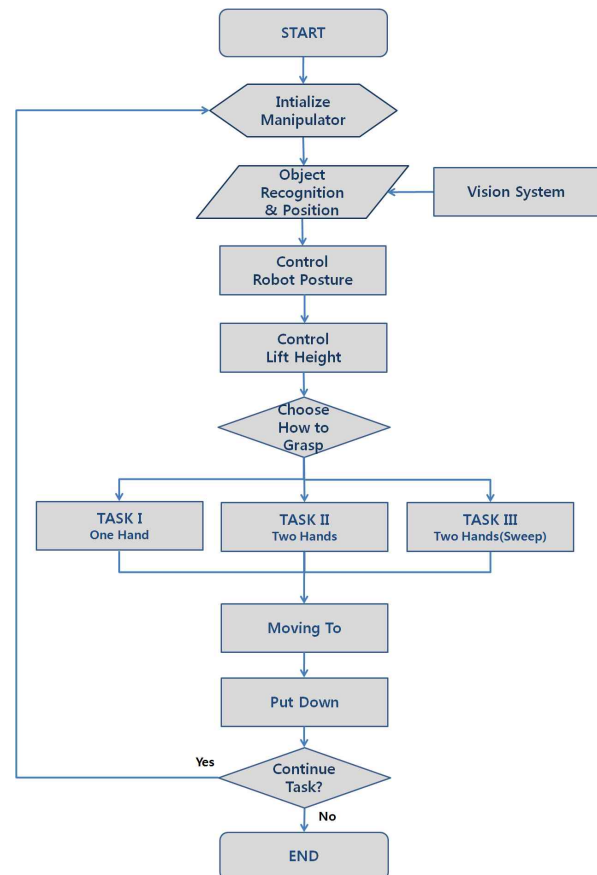 START
Intialize
Manipulator
Object
Recognition
& Position
Vision System
Control
Robot Posture
Control
Lift Height
Choose
How to
Grasp
TASK I
One Hand
TASK II
Two Hands
TASK III
Two Hands(Sweep)
Moving To
Put Down
Yes
Continue
Task?
No
END